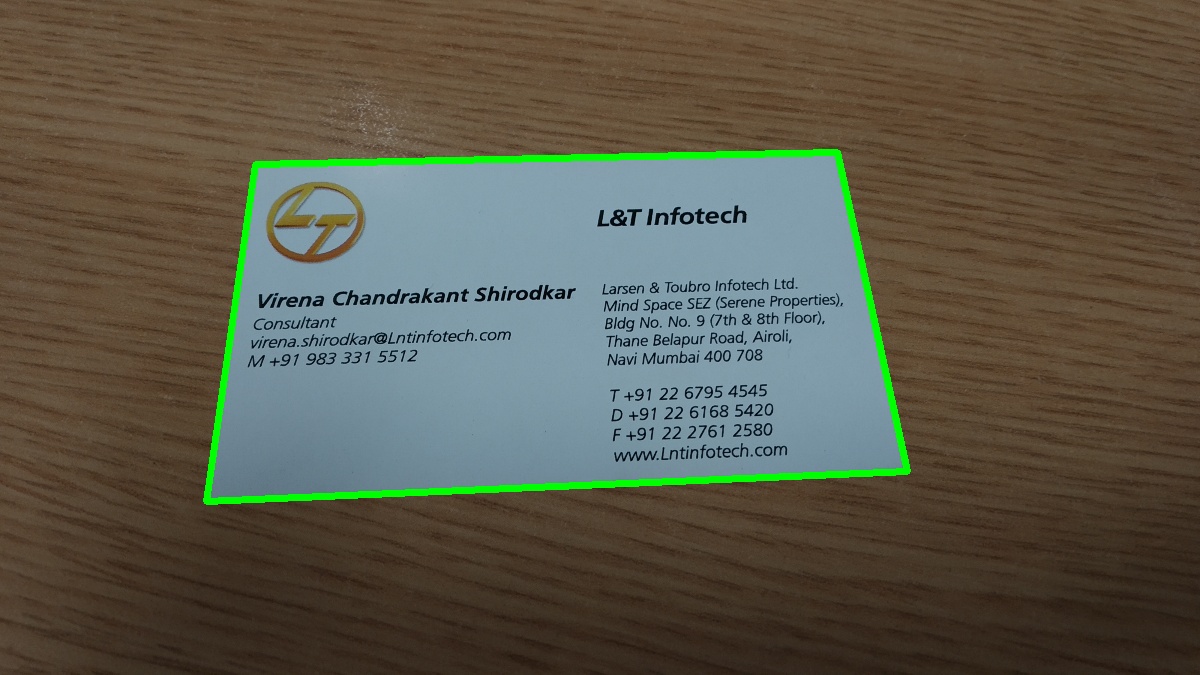 LT
L&T Infotech
Virena Chandrakant Shirodkar
Consultant
virena.shirodkar@Lntinfotech.com
M +91 983 331 5512
Larsen & Toubro Infotech Ltd.
Mind Space SEZ (Serene Properties),
Bldg No. No. 9 (7th & 8th Floor),
Thane Belapur Road, Airoli,
Navi Mumbai 400 708
T +91 22 6795 4545
D +91 22 6168 5420
F +91 22 2761 2580
www.Lntinfotech.com